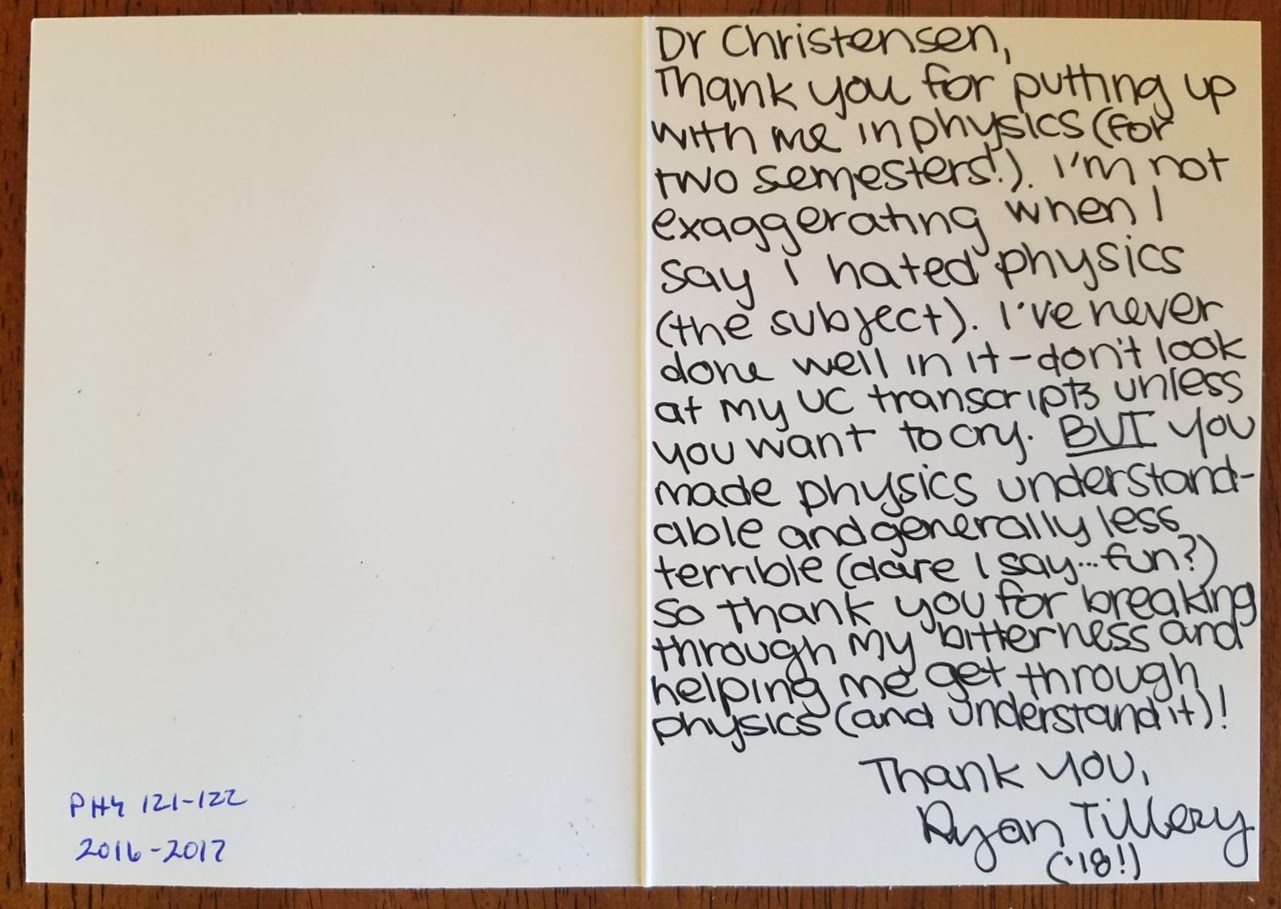 PHY 121-122
2016-2017
Dr Christensen,
Thank you for putting up
with me in physics (for
two semesters!). I'm not
exaggerating when I
say I hated physics
(the subject). I've never
done well in it - don't look
at my UC transcripts unless
you want to cry. BUT you
made physics understand-
able and generally less
terrible (dare I say...fun?)
So thank you for breaking
through my bitterness and
helping me get through
physics (and understand it)!
Thank you,
Ryan Tillery
('18!)